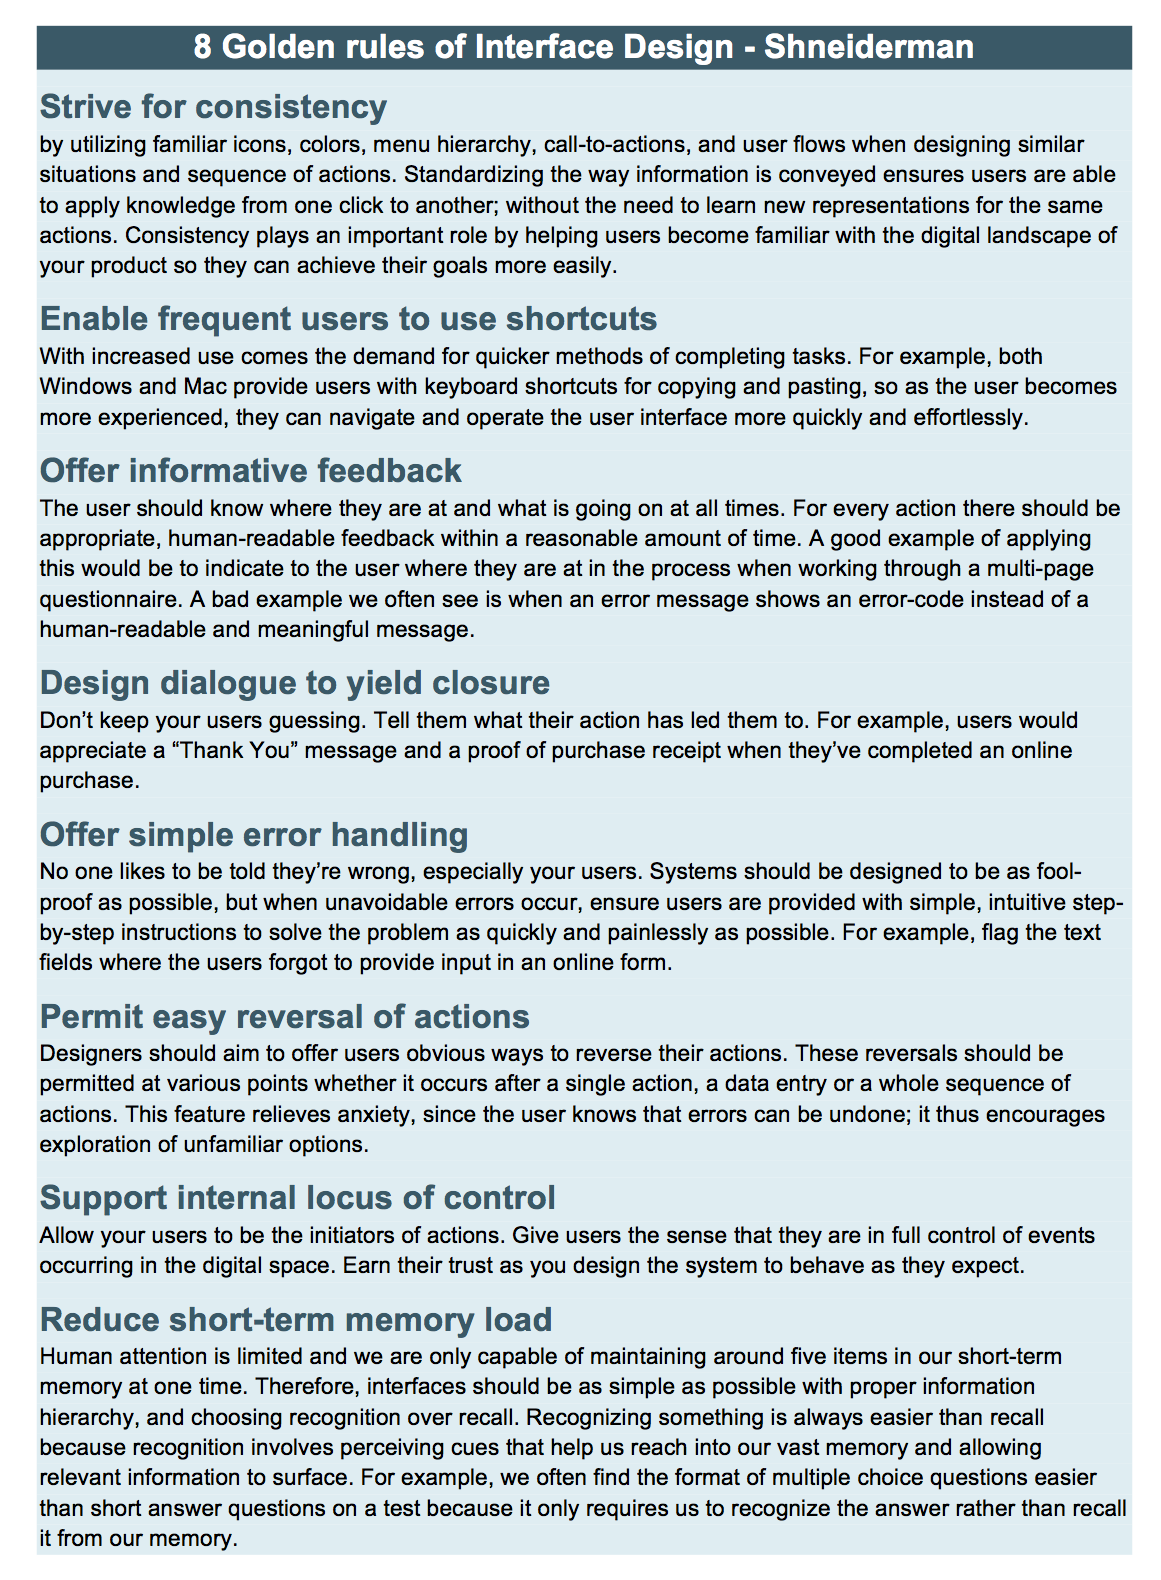 8 Golden rules of Interface Design - Shneiderman
Strive for consistency
by utilizing familiar icons, colors, menu hierarchy, call-to-actions, and user flows when designing similar
situations and sequence of actions. Standardizing the way information is conveyed ensures users are able
to apply knowledge from one click to another; without the need to learn new representations for the same
actions. Consistency plays an important role by helping users become familiar with the digital landscape of
your product so they can achieve their goals more easily.
Enable frequent users to use shortcuts
With increased use comes the demand for quicker methods of completing tasks. For example, both
Windows and Mac provide users with keyboard shortcuts for copying and pasting, so as the user becomes
more experienced, they can navigate and operate the user interface more quickly and effortlessly.
Offer informative feedback
The user should know where they are at and what is going on at all times. For every action there should be
appropriate, human-readable feedback within a reasonable amount of time. A good example of applying
this would be to indicate to the user where they are at in the process when working through a multi-page
questionnaire. A bad example we often see is when an error message shows an error-code instead of a
human-readable and meaningful message.
Design dialogue to yield closure
Don’t keep your users guessing. Tell them what their action has led them to. For example, users would
appreciate a “Thank You” message and a proof of purchase receipt when they’ve completed an online
purchase.
Offer simple error handling
No one likes to be told they’re wrong, especially your users. Systems should be designed to be as fool-
proof as possible, but when unavoidable errors occur, ensure users are provided with simple, intuitive step-
by-step instructions to solve the problem as quickly and painlessly as possible. For example, flag the text
fields where the users forgot to provide input in an online form.
Permit easy reversal of actions
Designers should aim to offer users obvious ways to reverse their actions. These reversals should be
permitted at various points whether it occurs after a single action, a data entry or a whole sequence of
actions. This feature relieves anxiety, since the user knows that errors can be undone; it thus encourages
exploration of unfamiliar options.
Support internal locus of control
Allow your users to be the initiators of actions. Give users the sense that they are in full control of events
occurring in the digital space. Earn their trust as you design the system to behave as they expect.
Reduce short-term memory load
Human attention is limited and we are only capable of maintaining around five items in our short-term
memory at one time. Therefore, interfaces should be as simple as possible with proper information
hierarchy, and choosing recognition over recall. Recognizing something is always easier than recall
because recognition involves perceiving cues that help us reach into our vast memory and allowing
relevant information to surface. For example, we often find the format of multiple choice questions easier
than short answer questions on a test because it only requires us to recognize the answer rather than recall
it from our memory.